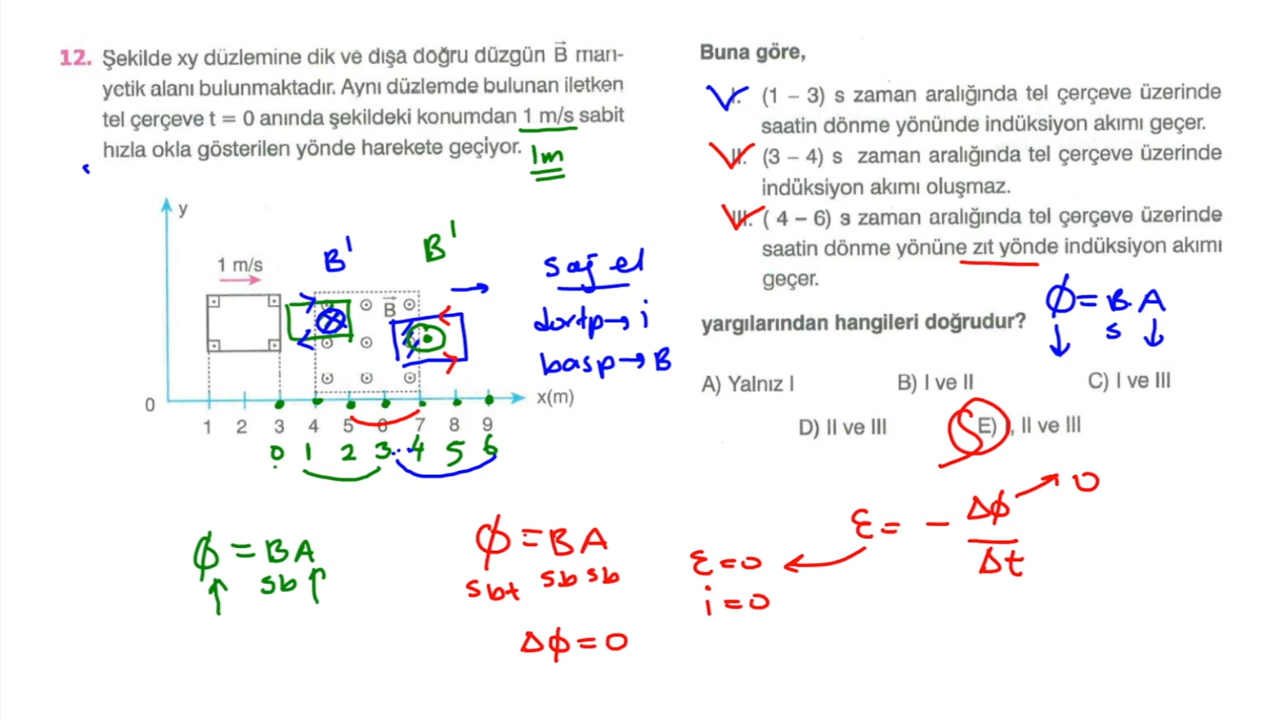 12. Şekilde xy düzlemine dik ve dışa doğru düzgün B man-
yetik alanı bulunmaktadır. Aynı düzlemde bulunan iletken
tel çerçeve t = 0 anında şekildeki konumdan 1 m/s sabit
hızla okla gösterilen yönde harekete geçiyor.
1m
y
1 m/s
B'
B'
B
sağ el
dörtp→i
başp→B
0
x(m)
1 2 3 4 5 6 7 8 9
0 1 2 3 4 5 6
Buna göre,
I. (1 – 3) s zaman aralığında tel çerçeve üzerinde
saatin dönme yönünde indüksiyon akımı geçer.
II. (3 – 4) s zaman aralığında tel çerçeve üzerinde
indüksiyon akımı oluşmaz.
III. ( 4 – 6) s zaman aralığında tel çerçeve üzerinde
saatin dönme yönüne zıt yönde indüksiyon akımı
geçer.
ϕ = B A
s
yargılarından hangileri doğrudur?
A) Yalnız I B) I ve II C) I ve III
D) II ve III E) , II ve III
ϕ = BA
sb
ϕ = BA
sbt sb sb
Δϕ = 0
ε = - Δϕ/Δt
0
ε = 0
i = 0